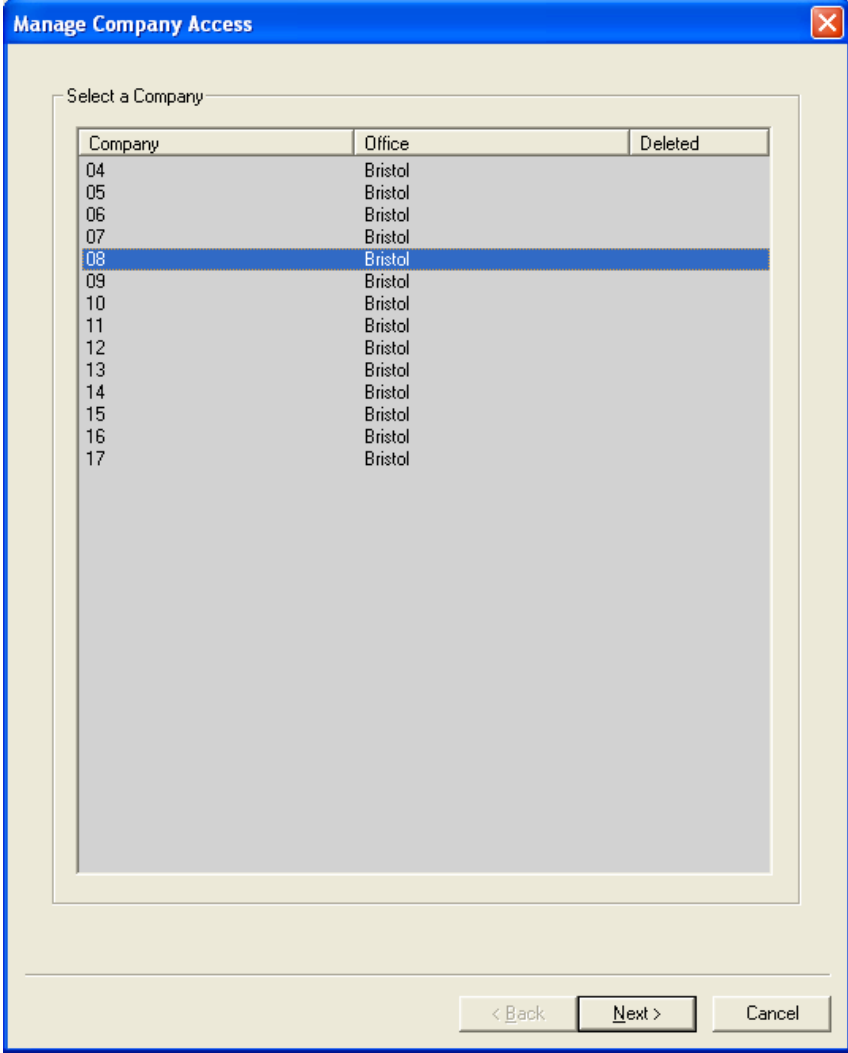 Manage Company Access
Select a Company
Company Office Deleted
04 Bristol
05 Bristol
06 Bristol
07 Bristol
08 Bristol
09 Bristol
10 Bristol
11 Bristol
12 Bristol
13 Bristol
14 Bristol
15 Bristol
16 Bristol
17 Bristol
< Back Next > Cancel